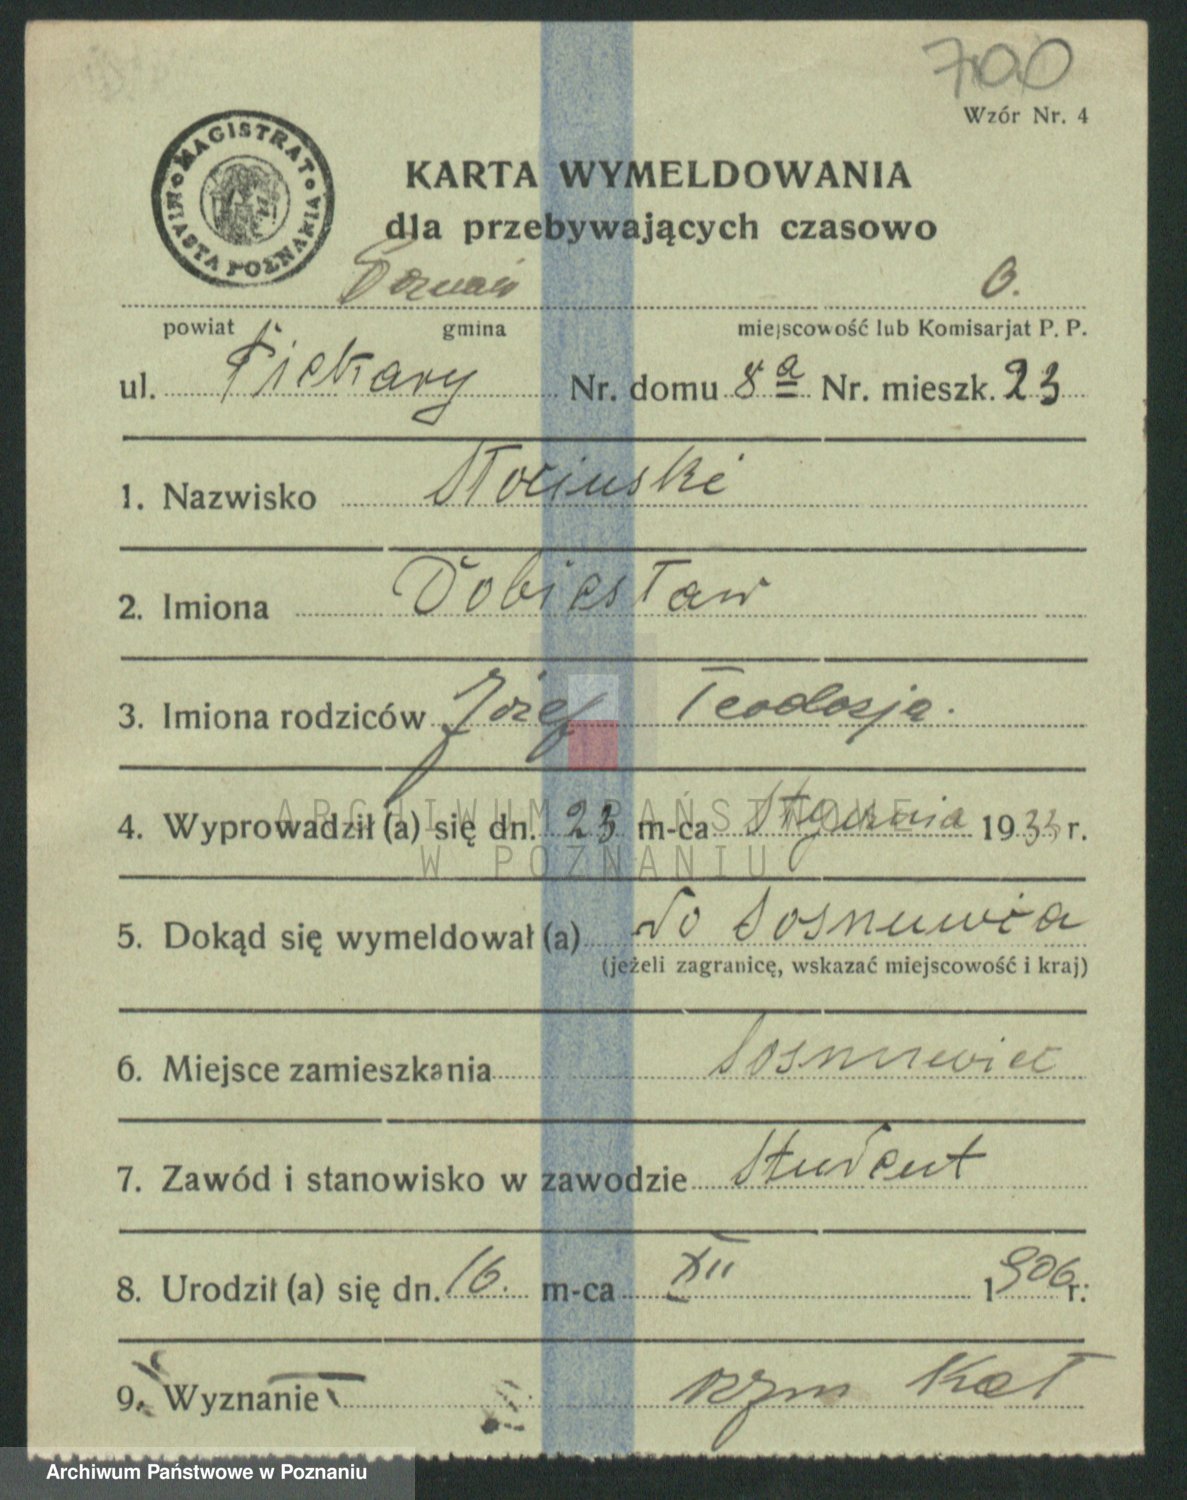 700
Wzór Nr. 4
MAGISTRAT MIASTA POZNANIA
KARTA WYMELDOWANIA
dla przebywających czasowo
Poznań
powiat gmina miejscowość lub Komisarjat P. P.
ul. Piekary Nr. domu 8 a Nr. mieszk. 23
1. Nazwisko Słociński
2. Imiona Dobiesław
3. Imiona rodziców Józef Teodosja.
4. Wyprowadził (a) się dn. 23 m-ca Stycznia 1933 r.
ARCHIWUM PAŃSTWOWE
W POZNANIU
5. Dokąd się wymeldował (a) do Sosnowca
(jeżeli zagranicę, wskazać miejscowość i kraj)
6. Miejsce zamieszkania Sosnowiec
7. Zawód i stanowisko w zawodzie Student
8. Urodził (a) się dn. 16. m-ca XII 1906 r.
9. Wyznanie rzym Kat
Archiwum Państwowe w Poznaniu